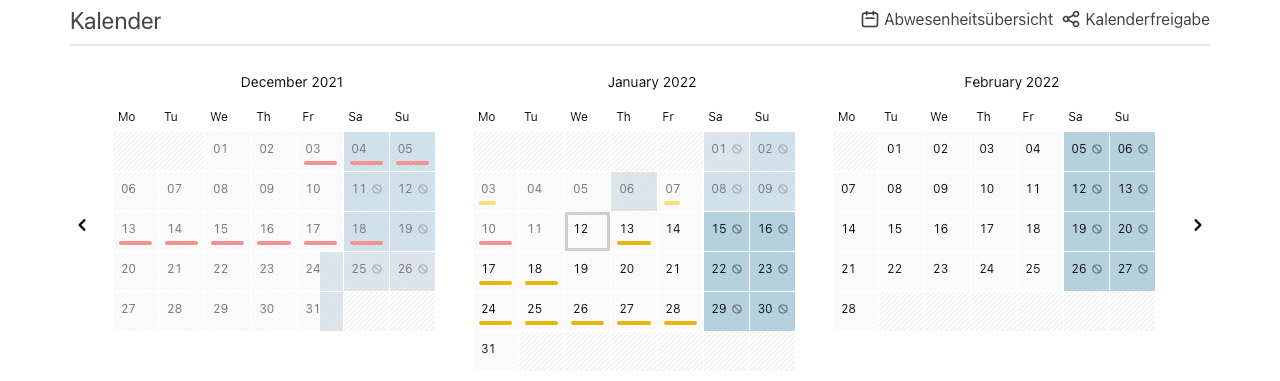 Kalender Abwesenheitsübersicht Kalenderfreigabe
December 2021 January 2022 February 2022
Mo Tu We Th Fr Sa Su Mo Tu We Th Fr Sa Su Mo Tu We Th Fr Sa Su
01 02 03 04 05 01 02 01 02 03 04 05 06
06 07 08 09 10 11 12 03 04 05 06 07 08 09 07 08 09 10 11 12 13
13 14 15 16 17 18 19 10 11 12 13 14 15 16 14 15 16 17 18 19 20
20 21 22 23 24 25 26 17 18 19 20 21 22 23 21 22 23 24 25 26 27
27 28 29 30 31 24 25 26 27 28 29 30 28
31